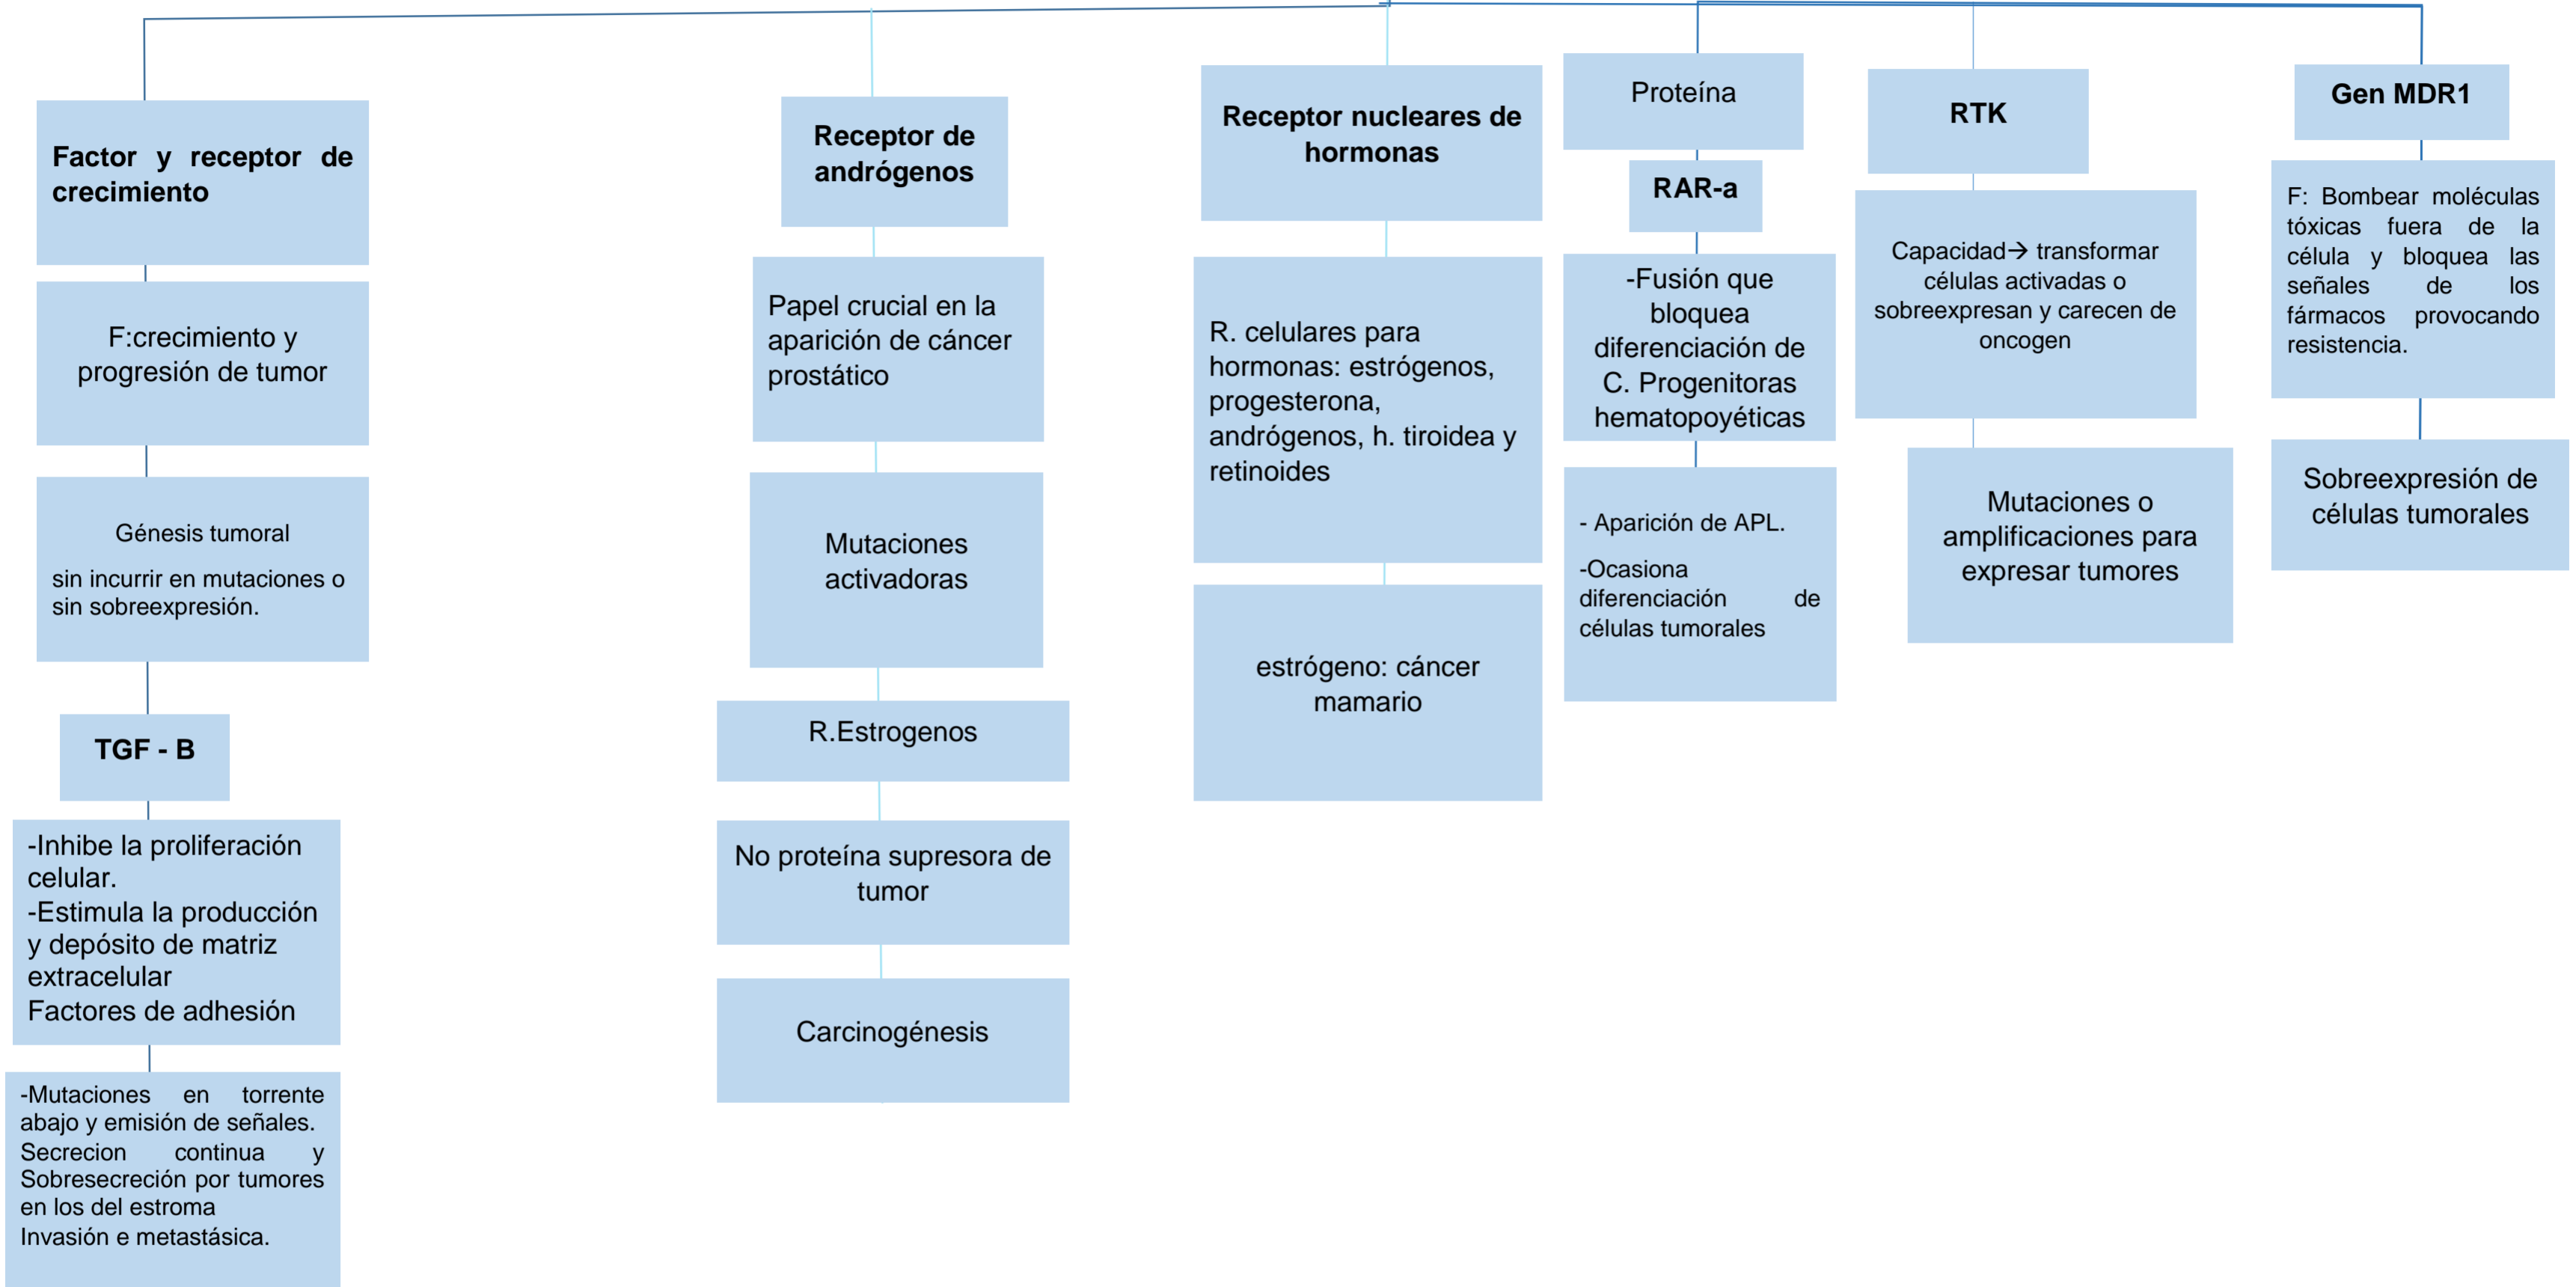 Factor y receptor de
crecimiento
F:crecimiento y
progresión de tumor
Génesis tumoral
sin incurrir en mutaciones o
sin sobreexpresión.
TGF - B
-Inhibe la proliferación
celular.
-Estimula la producción
y depósito de matriz
extracelular
Factores de adhesión
-Mutaciones en torrente
abajo y emisión de señales.
Secrecion continua y
Sobresecreción por tumores
en los del estroma
Invasión e metastásica.
Receptor de
andrógenos
Papel crucial en la
aparición de cáncer
prostático
Mutaciones
activadoras
R.Estrogenos
No proteína supresora de
tumor
Carcinogénesis
Receptor nucleares de
hormonas
R. celulares para
hormonas: estrógenos,
progesterona,
andrógenos, h. tiroidea y
retinoides
estrógeno: cáncer
mamario
Proteína
RAR-a
-Fusión que
bloquea
diferenciación de
C. Progenitoras
hematopoyéticas
- Aparición de APL.
-Ocasiona
diferenciación de
células tumorales
RTK
Capacidad→ transformar
células activadas o
sobreexpresan y carecen de
oncogen
Mutaciones o
amplificaciones para
expresar tumores
Gen MDR1
F: Bombear moléculas
tóxicas fuera de la
célula y bloquea las
señales de los
fármacos provocando
resistencia.
Sobreexpresión de
células tumorales